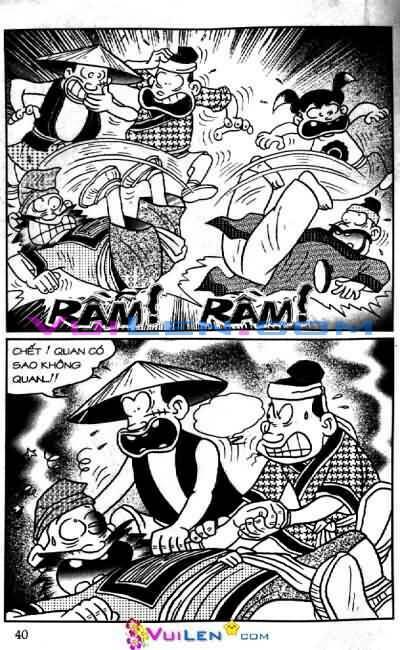 RẦM!
RẦM!
VUILEN.COM
CHẾT ! QUAN CÓ
SAO KHÔNG
QUAN..!!
40
VUILEN.COM